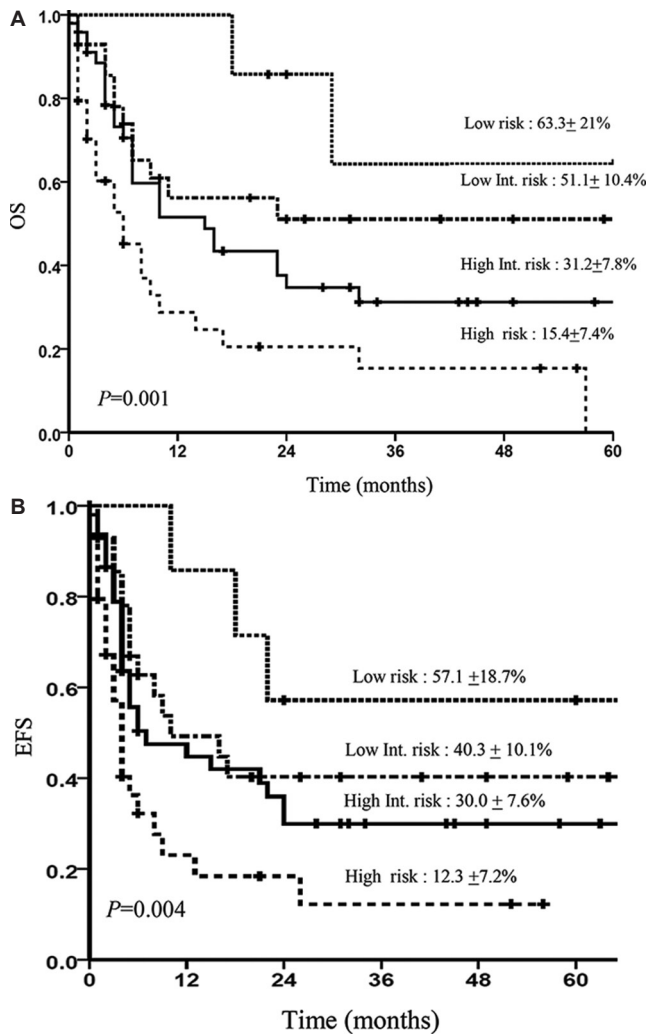 A
1.0
0.8
0.6
0.4
0.2
0.0
OS
Low risk : 63.3± 21%
Low Int. risk : 51.1± 10.4%
High Int. risk : 31.2±7.8%
High risk : 15.4±7.4%
P=0.001
0 12 24 36 48 60
Time (months)
B
1.0
0.8
0.6
0.4
0.2
0.0
EFS
Low risk : 57.1 ±18.7%
Low Int. risk : 40.3 ± 10.1%
High Int. risk : 30.0 ± 7.6%
High risk : 12.3 ±7.2%
P=0.004
0 12 24 36 48 60
Time (months)